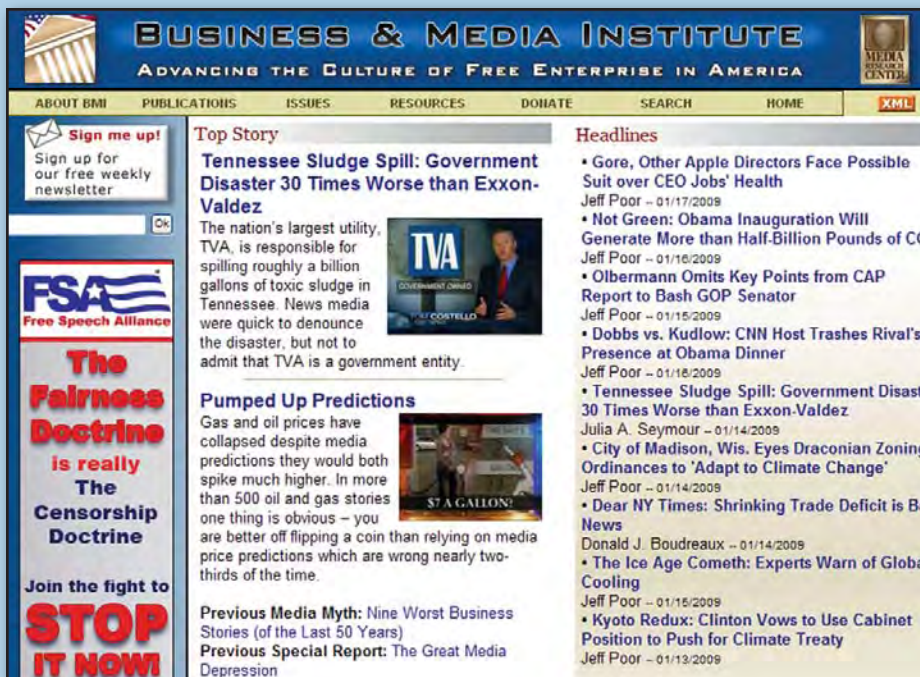 BUSINESS & MEDIA INSTITUTE
ADVANCING THE CULTURE OF FREE ENTERPRISE IN AMERICA
MEDIA
RESEARCH
CENTER
ABOUT BMI PUBLICATIONS ISSUES RESOURCES DONATE SEARCH HOME XML
Sign me up!
Sign up for
our free weekly
newsletter
Ok
FSA
Free Speech Alliance
The
Fairness
Doctrine
is really
The
Censorship
Doctrine
Join the fight to
STOP
IT NOW!
Top Story
Tennessee Sludge Spill: Government
Disaster 30 Times Worse than Exxon-
Valdez
The nation's largest utility,
TVA, is responsible for
spilling roughly a billion
gallons of toxic sludge in
Tennessee. News media
were quick to denounce
the disaster, but not to
admit that TVA is a government entity.
TVA
GOVERNMENT OWNED
TOM COSTELLO
Pumped Up Predictions
Gas and oil prices have
collapsed despite media
predictions they would both
spike much higher. In more
than 500 oil and gas stories
one thing is obvious – you
are better off flipping a coin than relying on media
price predictions which are wrong nearly two-
thirds of the time.
$7 A GALLON?
Previous Media Myth: Nine Worst Business
Stories (of the Last 50 Years)
Previous Special Report: The Great Media
Depression
Headlines
• Gore, Other Apple Directors Face Possible
Suit over CEO Jobs' Health
Jeff Poor -- 01/17/2009
• Not Green: Obama Inauguration Will
Generate More than Half-Billion Pounds of CO
Jeff Poor -- 01/16/2009
• Olbermann Omits Key Points from CAP
Report to Bash GOP Senator
Jeff Poor -- 01/15/2009
• Dobbs vs. Kudlow: CNN Host Trashes Rival's
Presence at Obama Dinner
Jeff Poor -- 01/16/2009
• Tennessee Sludge Spill: Government Disast
30 Times Worse than Exxon-Valdez
Julia A. Seymour -- 01/14/2009
• City of Madison, Wis. Eyes Draconian Zoning
Ordinances to 'Adapt to Climate Change'
Jeff Poor -- 01/14/2009
• Dear NY Times: Shrinking Trade Deficit is Ba
News
Donald J. Boudreaux -- 01/14/2009
• The Ice Age Cometh: Experts Warn of Globa
Cooling
Jeff Poor -- 01/15/2009
• Kyoto Redux: Clinton Vows to Use Cabinet
Position to Push for Climate Treaty
Jeff Poor -- 01/13/2009